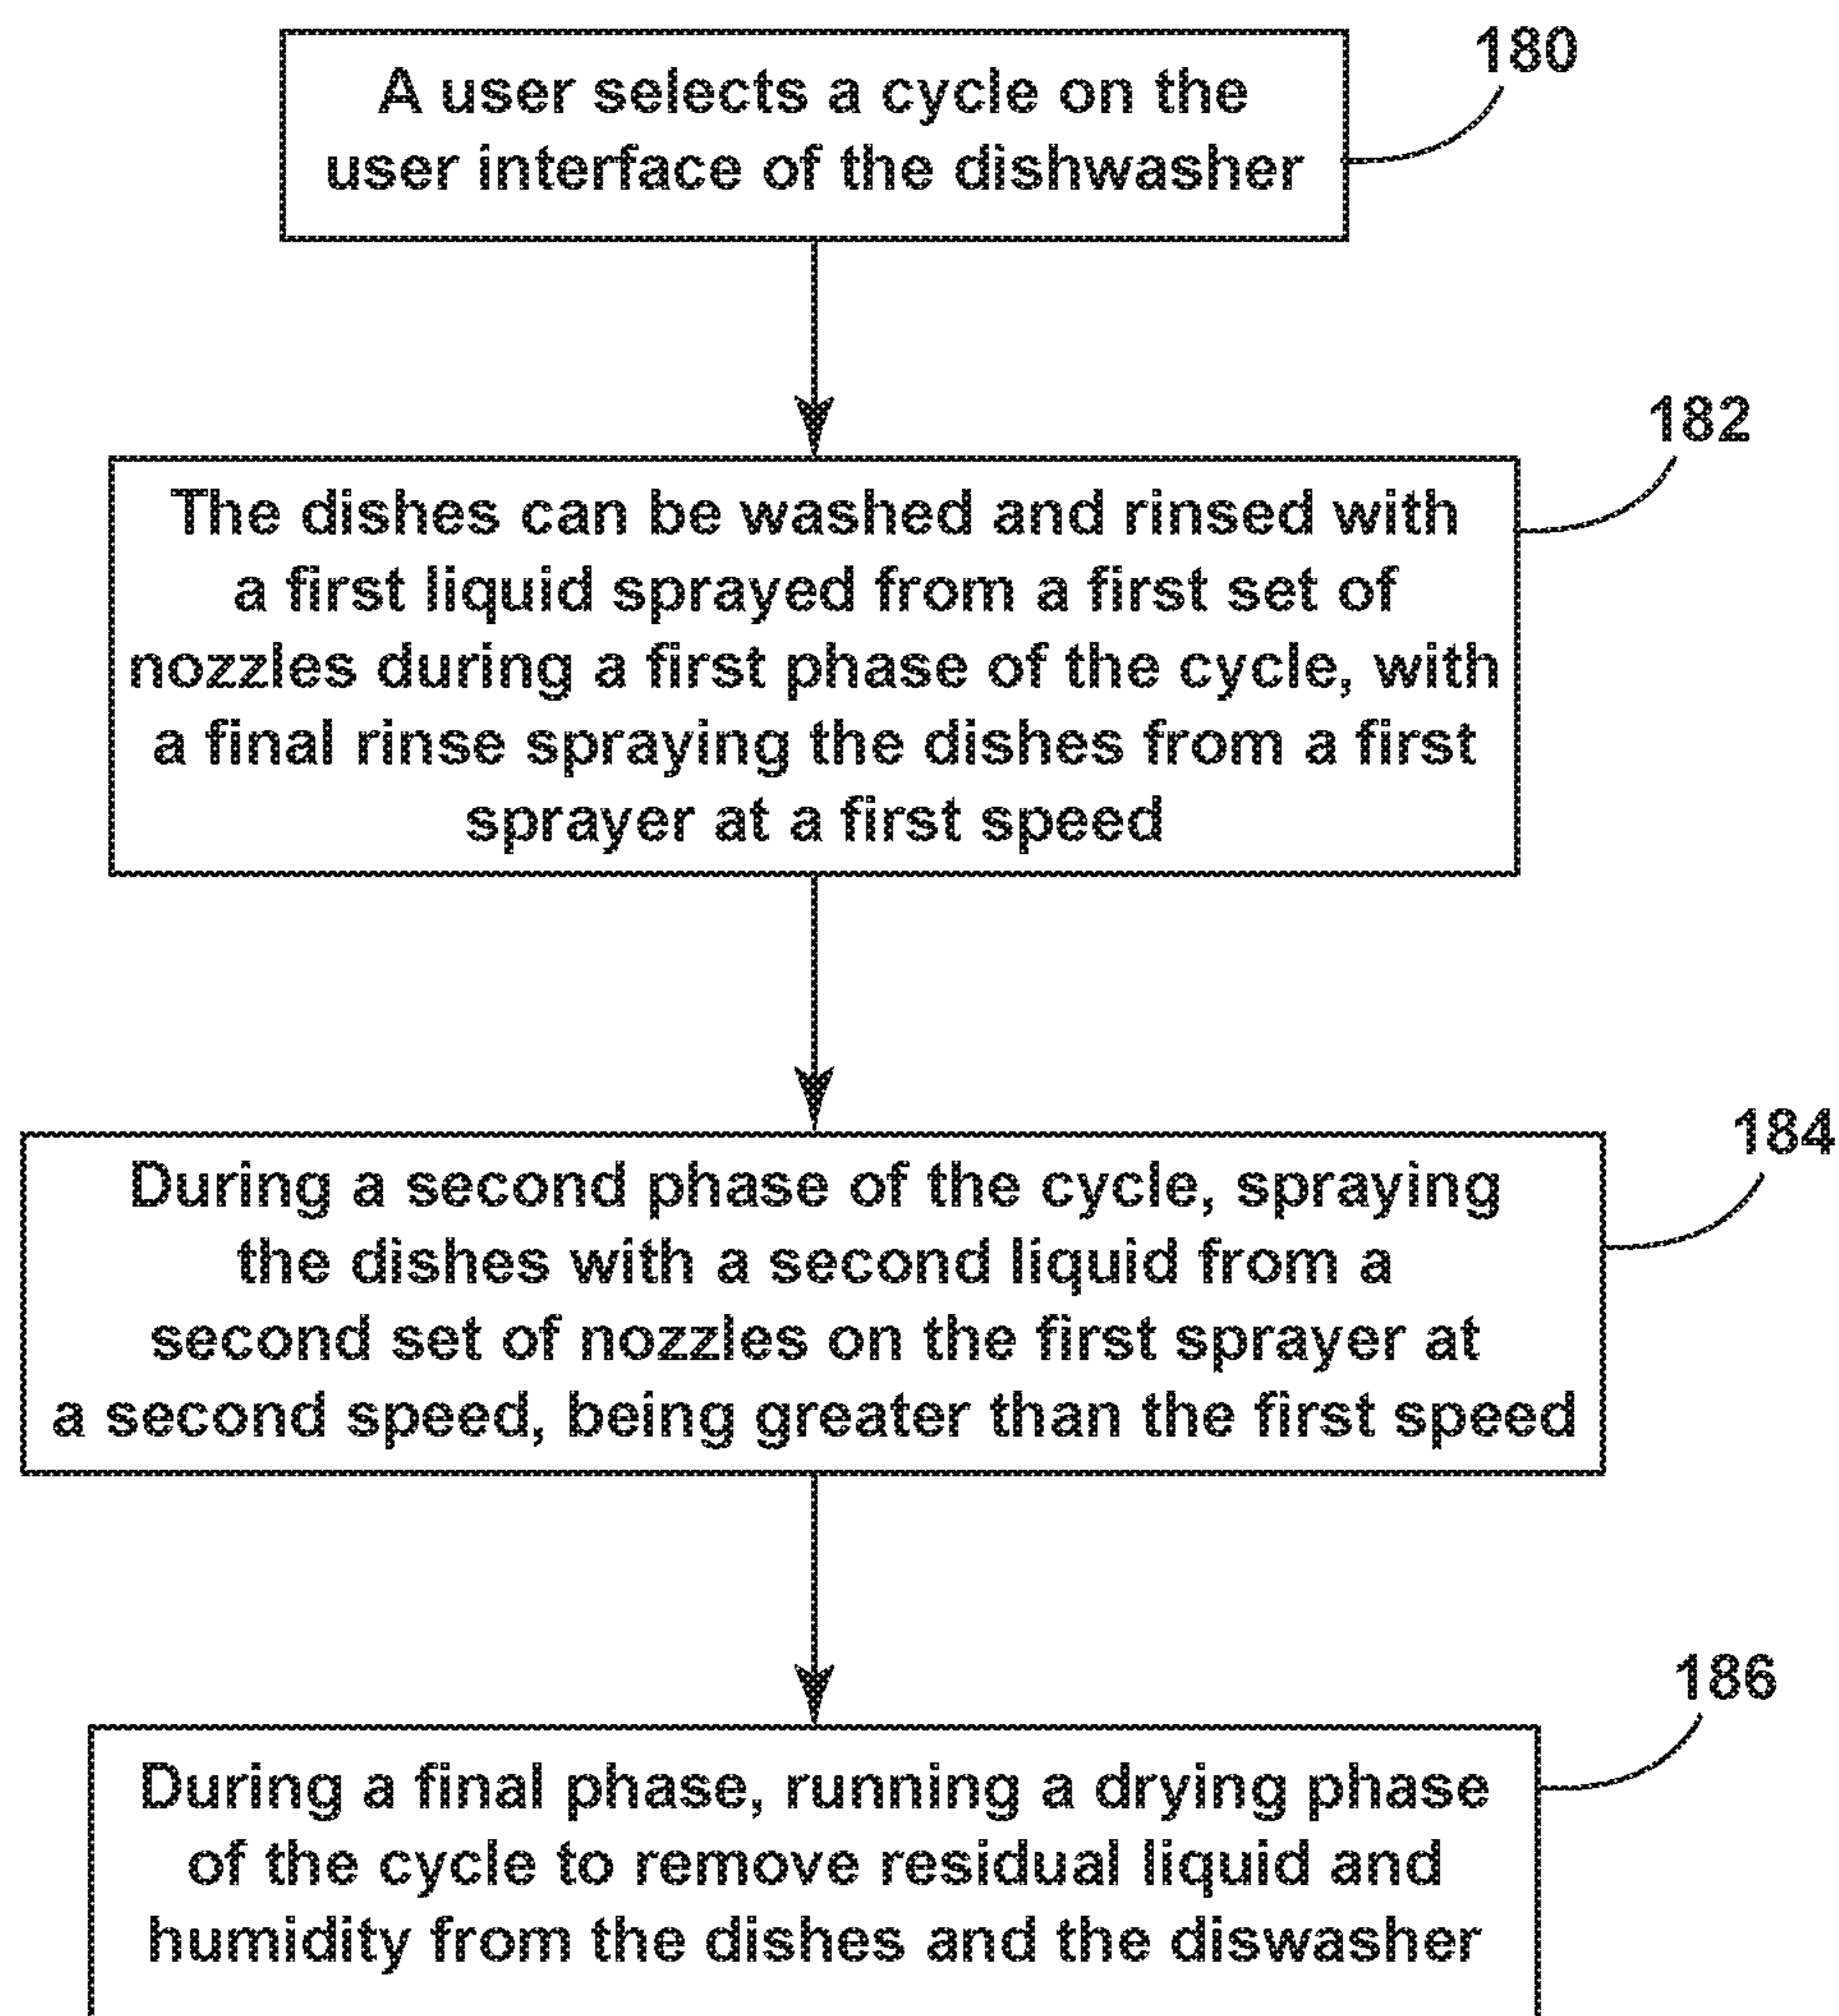 180
A user selects a cycle on the
user interface of the dishwasher
182
The dishes can be washed and rinsed with
a first liquid sprayed from a first set of
nozzles during a first phase of the cycle, with
a final rinse spraying the dishes from a first
sprayer at a first speed
184
During a second phase of the cycle, spraying
the dishes with a second liquid from a
second set of nozzles on the first sprayer at
a second speed, being greater than the first speed
186
During a final phase, running a drying phase
of the cycle to remove residual liquid and
humidity from the dishes and the diswasher